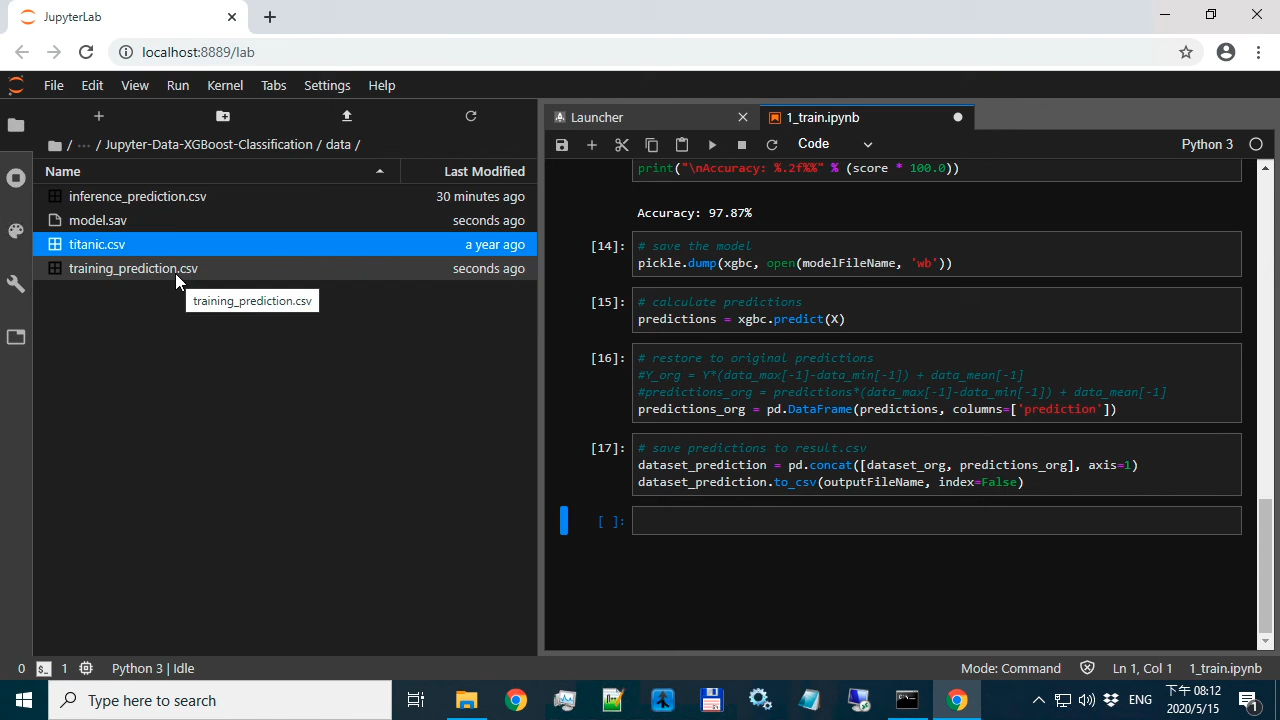 JupyterLab
localhost:8889/lab
File Edit View Run Kernel Tabs Settings Help
/ ··· / Jupyter-Data-XGBoost-Classification / data /
Name Last Modified
inference_prediction.csv 30 minutes ago
model.sav seconds ago
titanic.csv a year ago
training_prediction.csv seconds ago
training_prediction.csv
Launcher
1_train.ipynb
Code
Python 3
print("\nAccuracy: %.2f%%" % (score * 100.0))
Accuracy: 97.87%
[14]: # save the model
pickle.dump(xgbc, open(modelFileName, 'wb'))
[15]: # calculate predictions
predictions = xgbc.predict(X)
[16]: # restore to original predictions
#Y_org = Y*(data_max[-1]-data_min[-1]) + data_mean[-1]
#predictions_org = predictions*(data_max[-1]-data_min[-1]) + data_mean[-1]
predictions_org = pd.DataFrame(predictions, columns=['prediction'])
[17]: # save predictions to result.csv
dataset_prediction = pd.concat([dataset_org, predictions_org], axis=1)
dataset_prediction.to_csv(outputFileName, index=False)
[ ]:
0 $_ 1 Python 3 | Idle
Mode: Command Ln 1, Col 1 1_train.ipynb
Type here to search
ENG
下午 08:12
2020/5/15
1